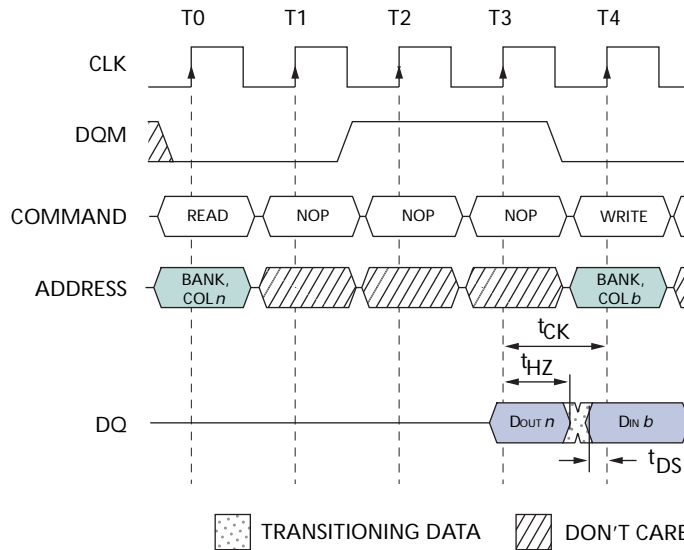 T0 T1 T2 T3 T4
CLK
DQM
COMMAND READ NOP NOP NOP WRITE
ADDRESS BANK, COL n BANK, COL b
tCK
tHZ
DQ DOUT n DIN b
tDS
TRANSITIONING DATA DON'T CARE